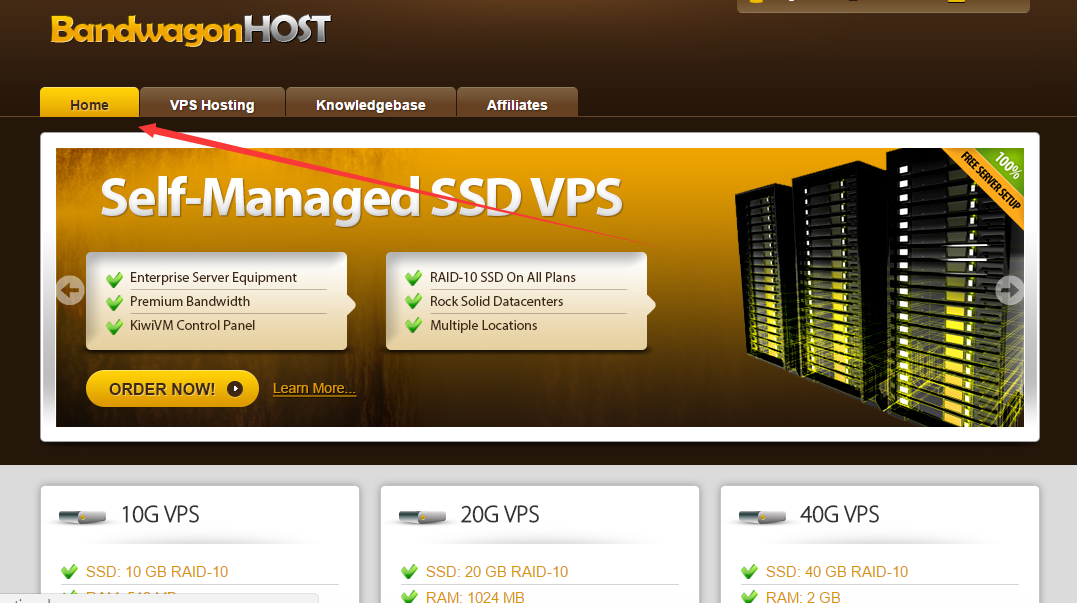 BandwagonHOST
Home
VPS Hosting
Knowledgebase
Affiliates
100%
FREE SERVER SETUP
Self-Managed SSD VPS
Enterprise Server Equipment
Premium Bandwidth
KiwiVM Control Panel
RAID-10 SSD On All Plans
Rock Solid Datacenters
Multiple Locations
ORDER NOW!
Learn More...
10G VPS
SSD: 10 GB RAID-10
20G VPS
SSD: 20 GB RAID-10
RAM: 1024 MB
40G VPS
SSD: 40 GB RAID-10
RAM: 2 GB